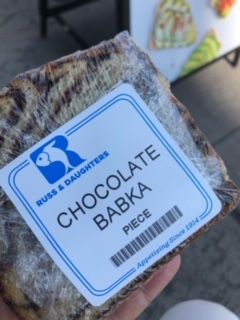 RUSS & DAUGHTERS
CHOCOLATE
BABKA
PIECE
Appetizing Since 1914